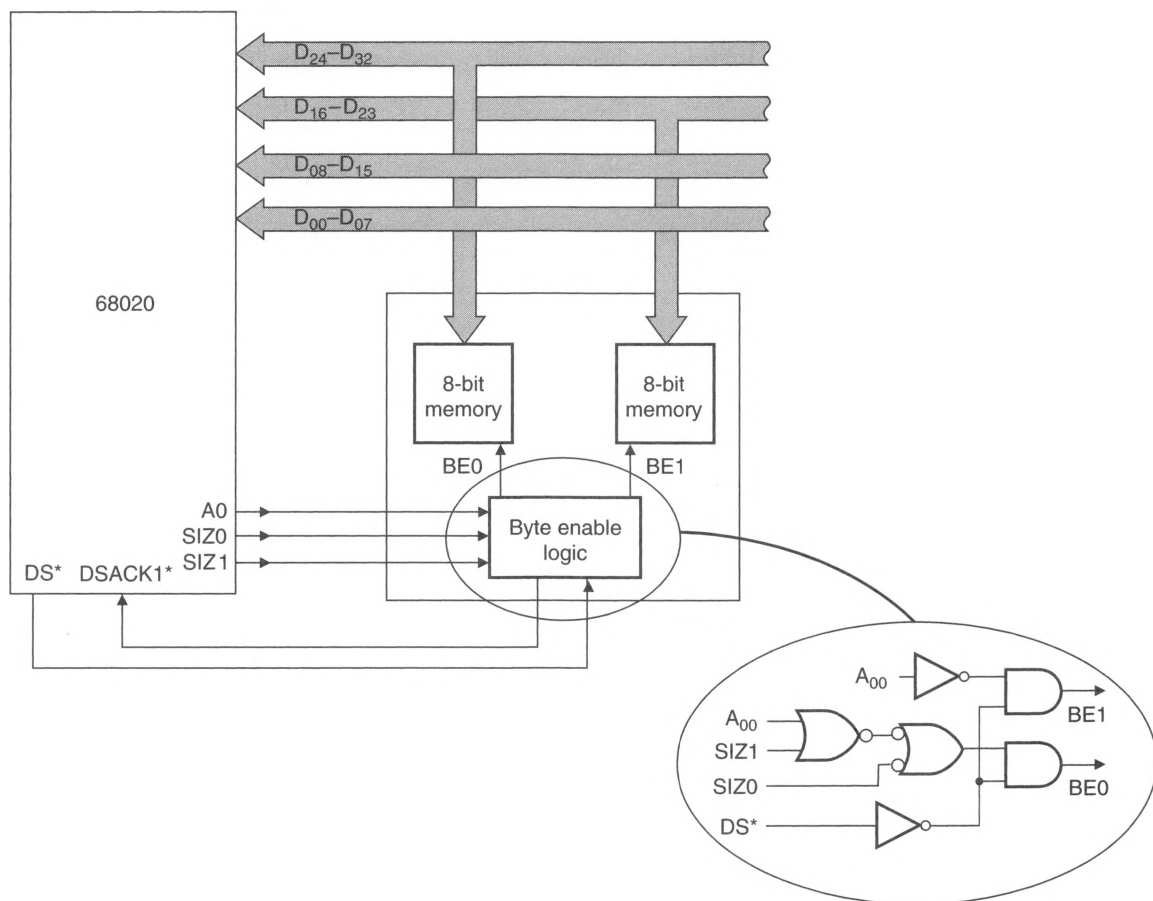 D24–D32
D16–D23
D08–D15
D00–D07
68020
8-bit
memory
8-bit
memory
BE0
BE1
A0
SIZ0
SIZ1
Byte enable
logic
DS*
DSACK1*
A00
BE1
A00
SIZ1
SIZ0
BE0
DS*